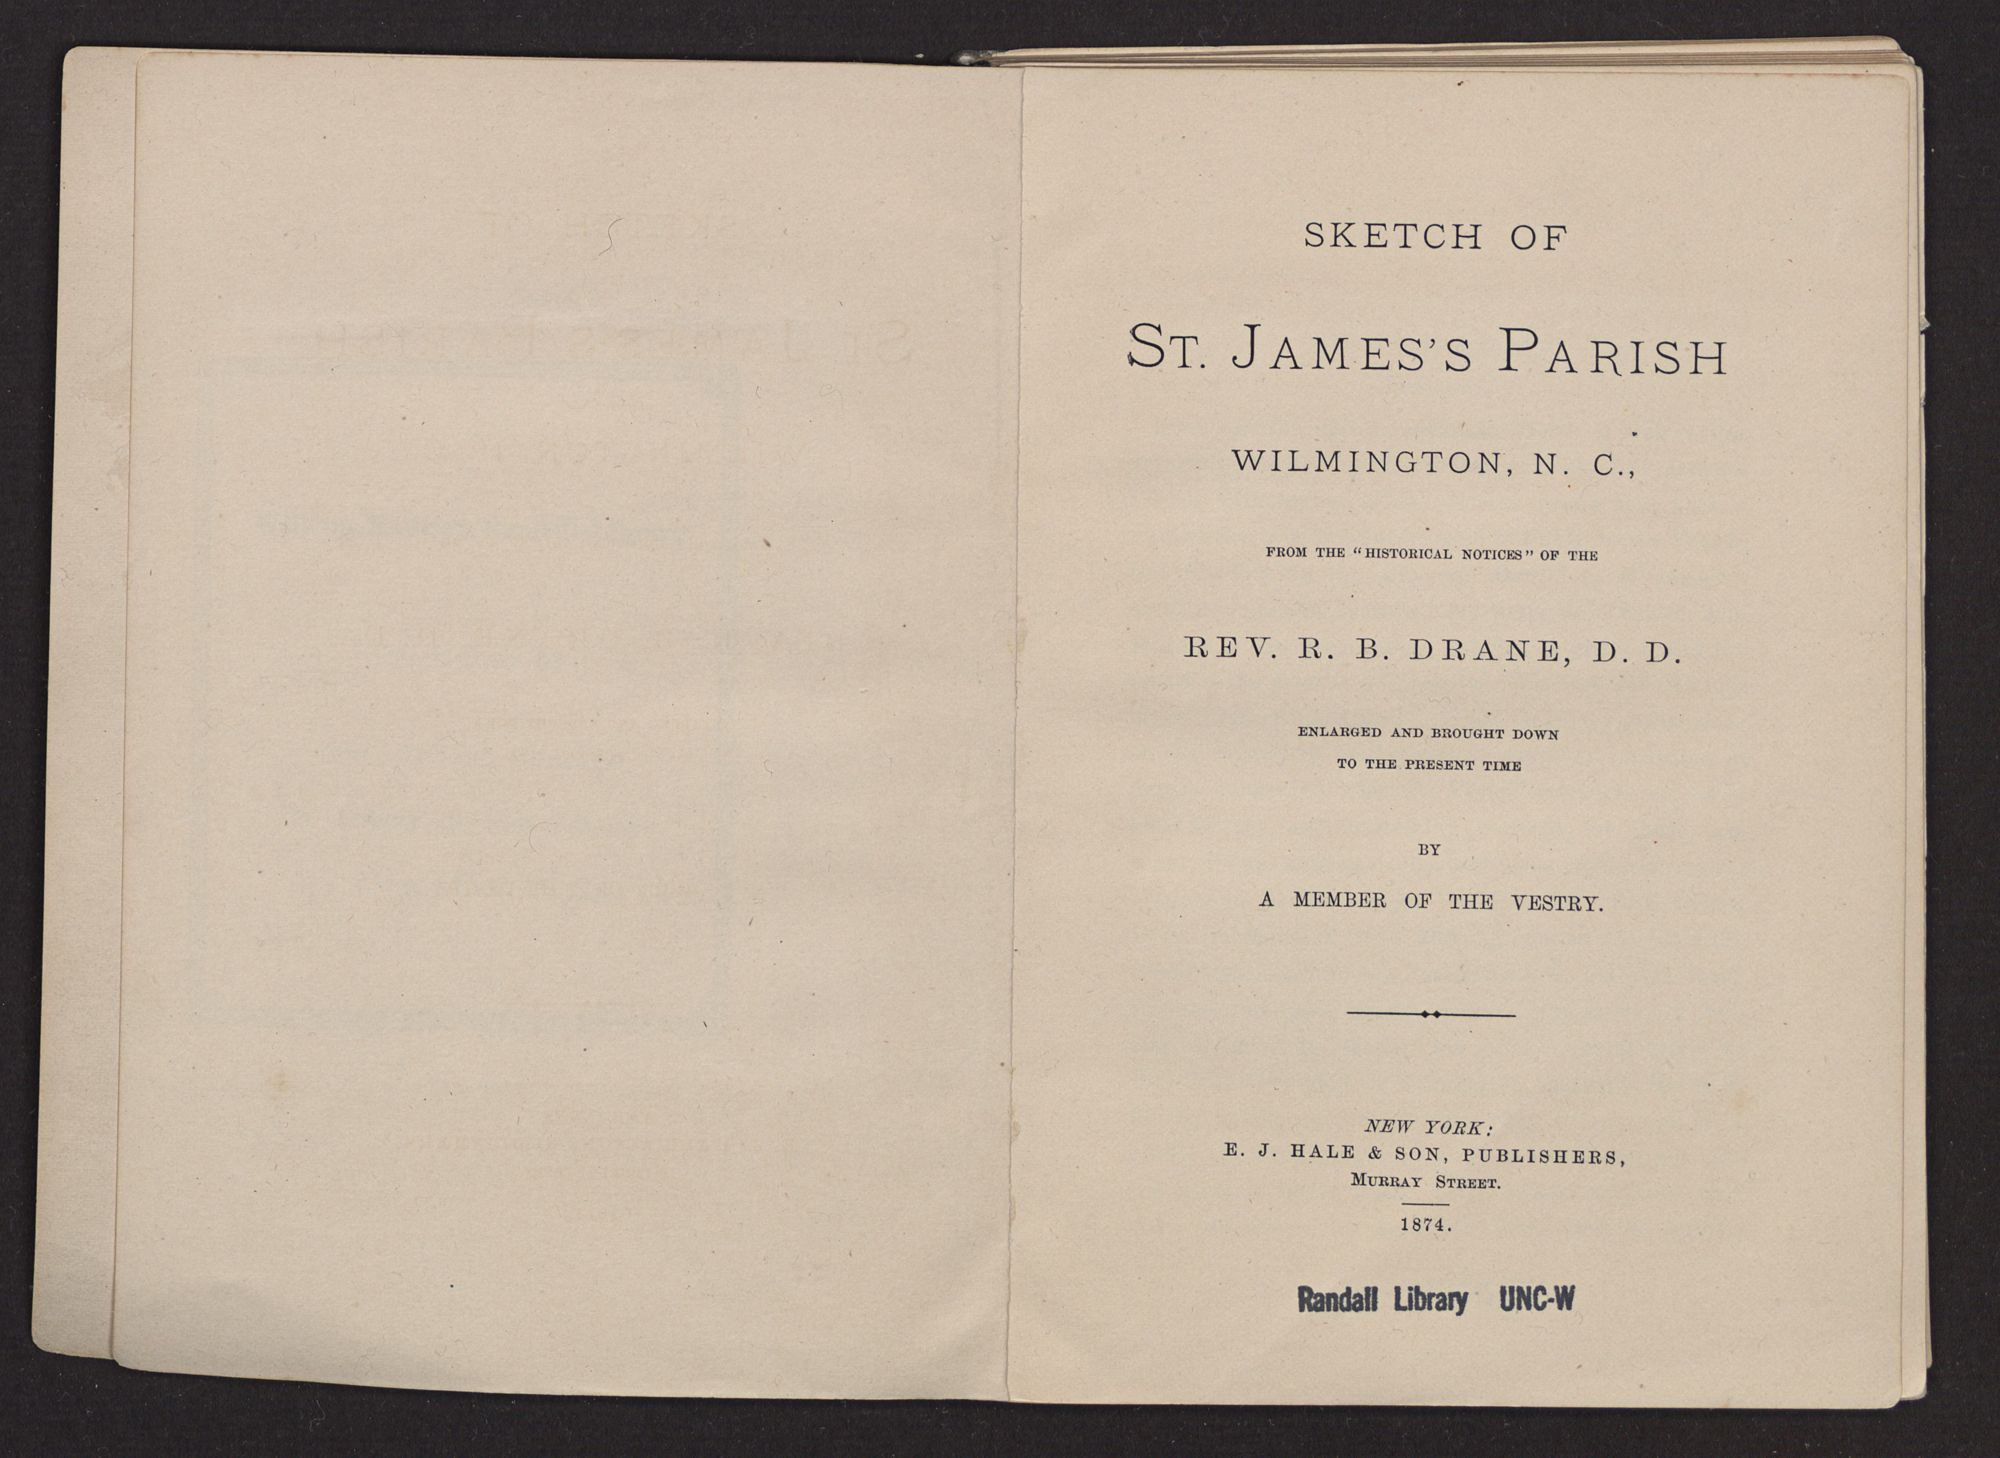 SKETCH OF
ST. JAMES'S PARISH
WILMINGTON, N. C.,
FROM THE "HISTORICAL NOTICES" OF THE
REV. R. B. DRANE, D. D.
ENLARGED AND BROUGHT DOWN
TO THE PRESENT TIME
BY
A MEMBER OF THE VESTRY.
NEW YORK:
E. J. HALE & SON, PUBLISHERS,
MURRAY STREET.
1874.
Randall Library UNC-W